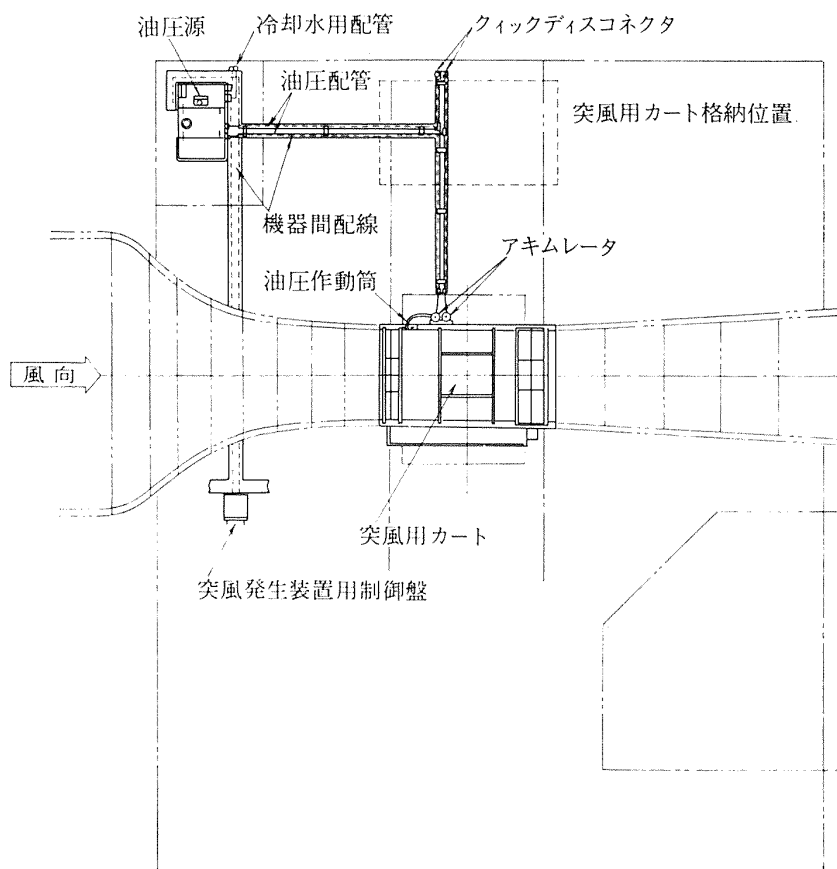 油圧源
冷却水用配管
クィックディスコネクタ
油圧配管
突風用カート格納位置
機器間配線
アキムレータ
油圧作動筒
風向
突風用カート
突風発生装置用制御盤